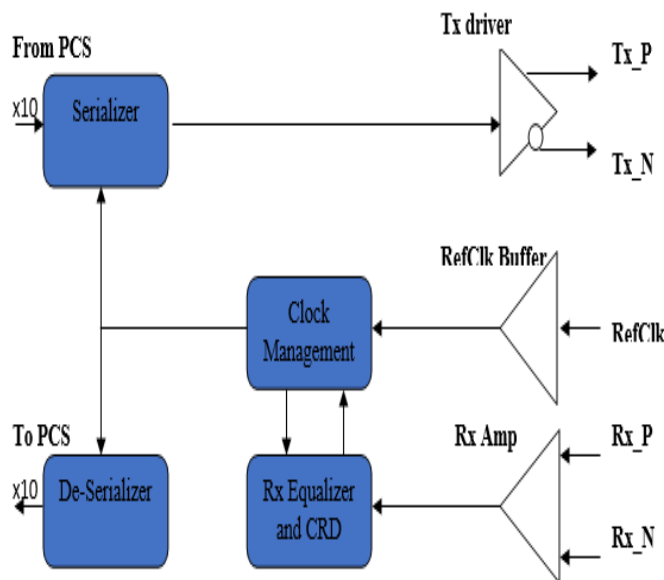 From PCS
x10
Serializer
Tx driver
Tx_P
Tx_N
RefClk Buffer
RefClk
Clock
Management
To PCS
x10
De-Serializer
Rx Equalizer
and CRD
Rx Amp
Rx_P
Rx_N